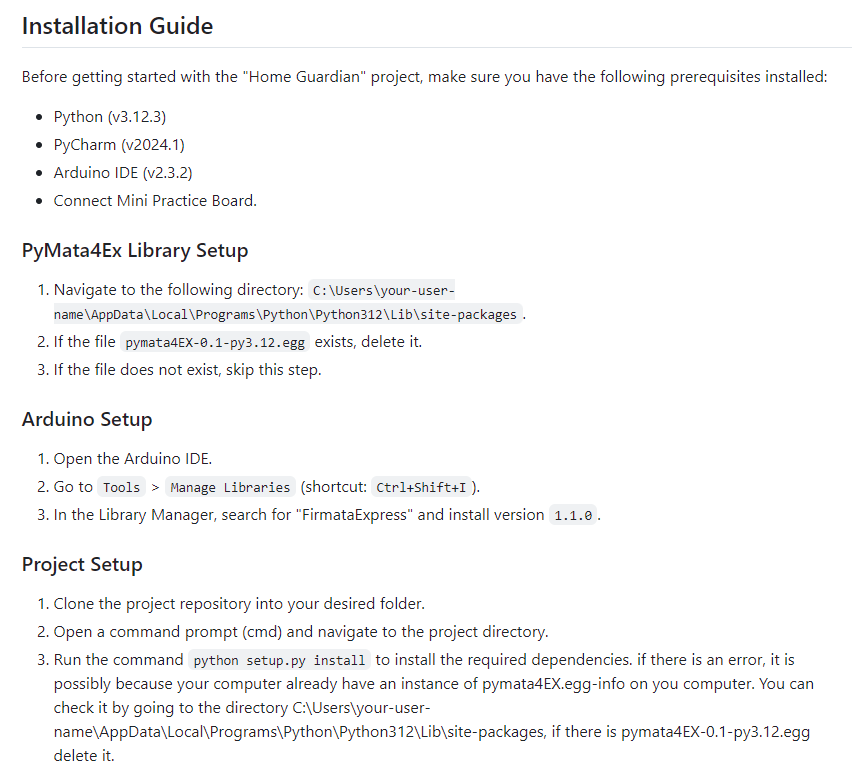 Installation Guide
Before getting started with the "Home Guardian" project, make sure you have the following prerequisites installed:
• Python (v3.12.3)
• PyCharm (v2024.1)
• Arduino IDE (v2.3.2)
• Connect Mini Practice Board.
PyMata4Ex Library Setup
1. Navigate to the following directory: C:\Users\your-user-
name\AppData\Local\Programs\Python\Python312\Lib\site-packages .
2. If the file pymata4EX-0.1-py3.12.egg exists, delete it.
3. If the file does not exist, skip this step.
Arduino Setup
1. Open the Arduino IDE.
2. Go to Tools > Manage Libraries (shortcut: Ctrl+Shift+I ).
3. In the Library Manager, search for "FirmataExpress" and install version 1.1.0 .
Project Setup
1. Clone the project repository into your desired folder.
2. Open a command prompt (cmd) and navigate to the project directory.
3. Run the command python setup.py install to install the required dependencies. if there is an error, it is
possibly because your computer already have an instance of pymata4EX.egg-info on you computer. You can
check it by going to the directory C:\Users\your-user-
name\AppData\Local\Programs\Python\Python312\Lib\site-packages, if there is pymata4EX-0.1-py3.12.egg
delete it.